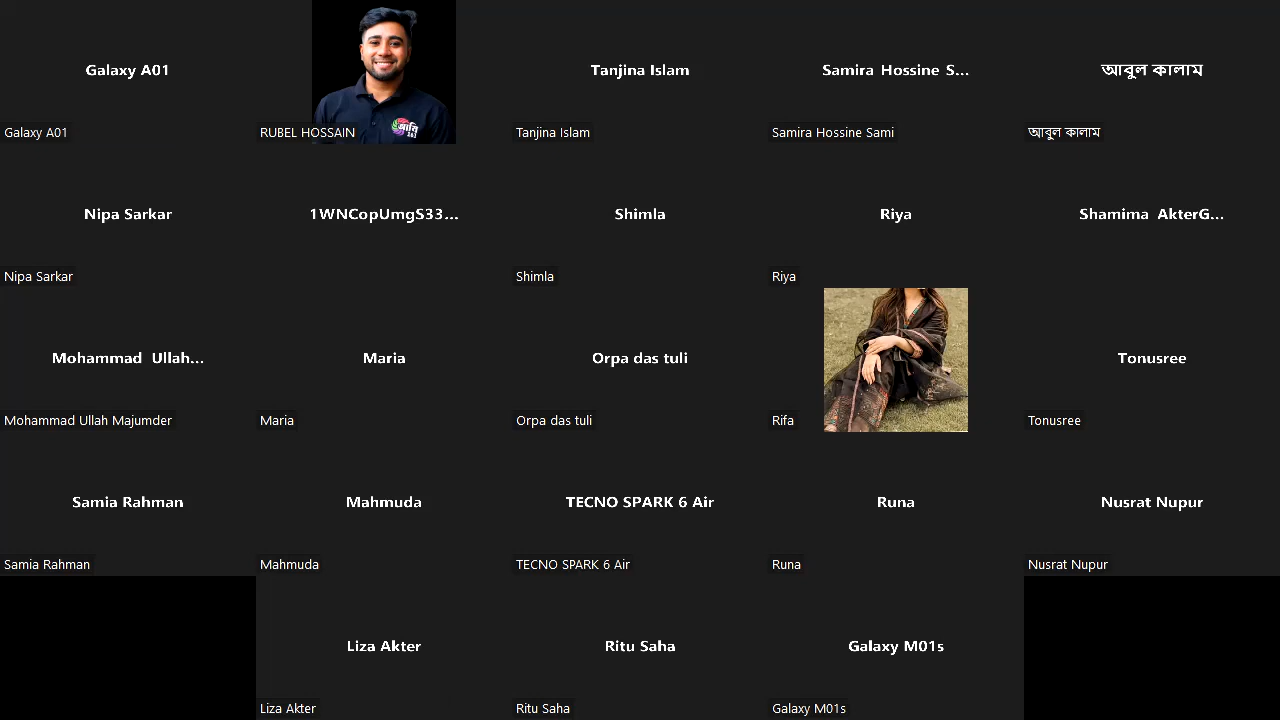 Galaxy A01
Galaxy A01
RUBEL HOSSAIN
আমি
Tanjina Islam
Tanjina Islam
Samira Hossine S...
Samira Hossine Sami
আবুল কালাম
আবুল কালাম
Nipa Sarkar
Nipa Sarkar
1WNCopUmgS33...
Shimla
Shimla
Riya
Riya
Shamima AkterG...
Mohammad Ullah...
Mohammad Ullah Majumder
Maria
Maria
Orpa das tuli
Orpa das tuli
Rifa
Tonusree
Tonusree
Samia Rahman
Samia Rahman
Mahmuda
Mahmuda
TECNO SPARK 6 Air
TECNO SPARK 6 Air
Runa
Runa
Nusrat Nupur
Nusrat Nupur
Liza Akter
Liza Akter
Ritu Saha
Ritu Saha
Galaxy M01s
Galaxy M01s